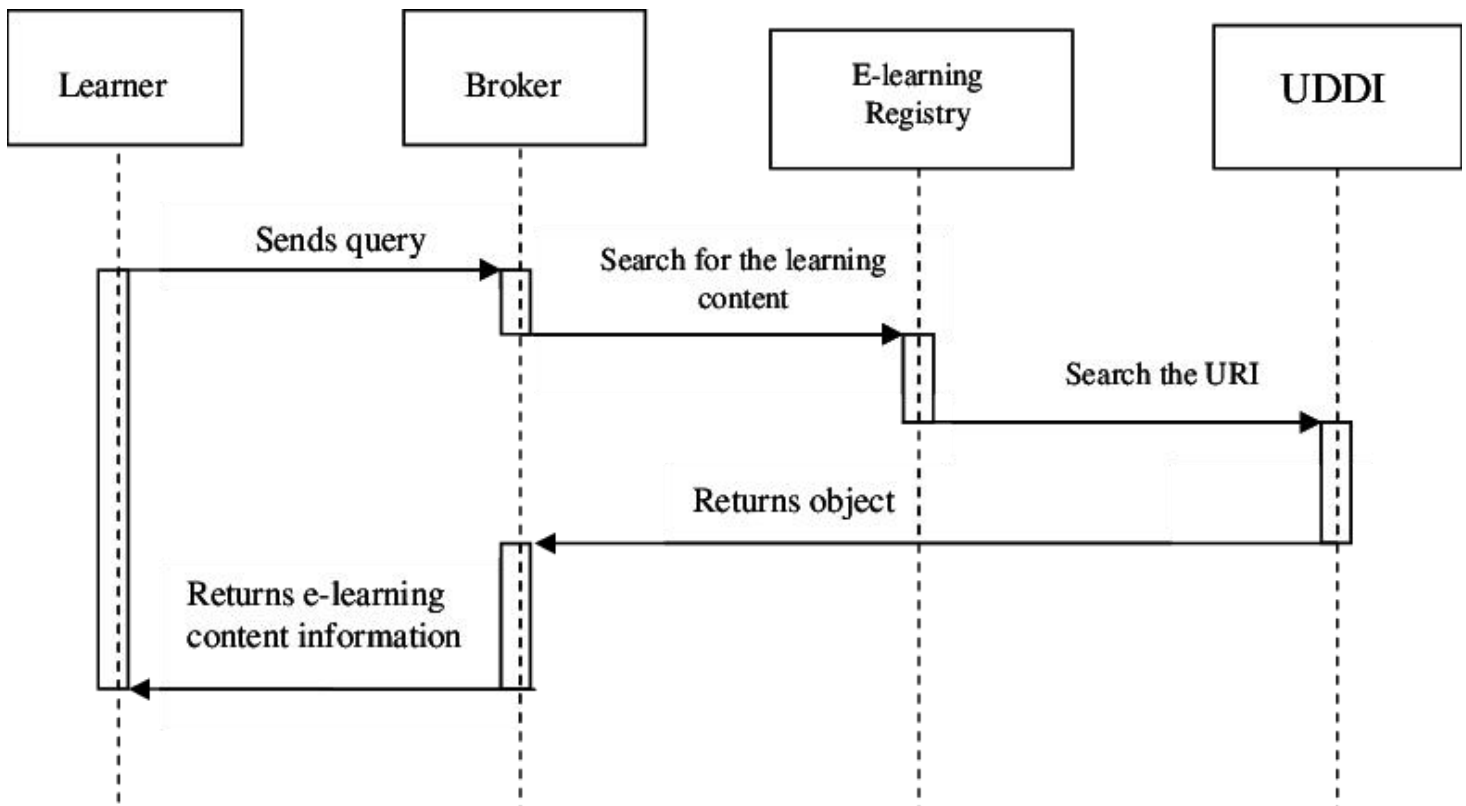 Learner
Broker
E-learning
Registry
UDDI
Sends query
Search for the learning
content
Search the URI
Returns object
Returns e-learning
content information